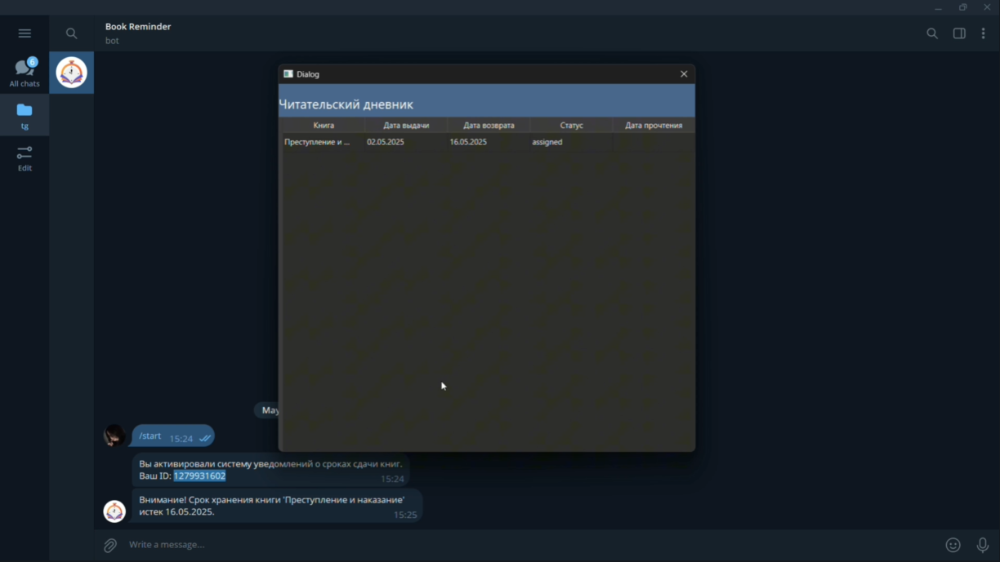 Book Reminder
bot
6
All chats
tg
Edit
Dialog
Читательский дневник
Книга Дата выдачи Дата возврата Статус Дата прочтения
Преступление и ... 02.05.2025 16.05.2025 assigned
May
/start 15:24
Вы активировали систему уведомлений о сроках сдачи книг.
Ваш ID: 1279931602 15:24
Внимание! Срок хранения книги 'Преступление и наказание'
истек 16.05.2025. 15:25
Write a message...